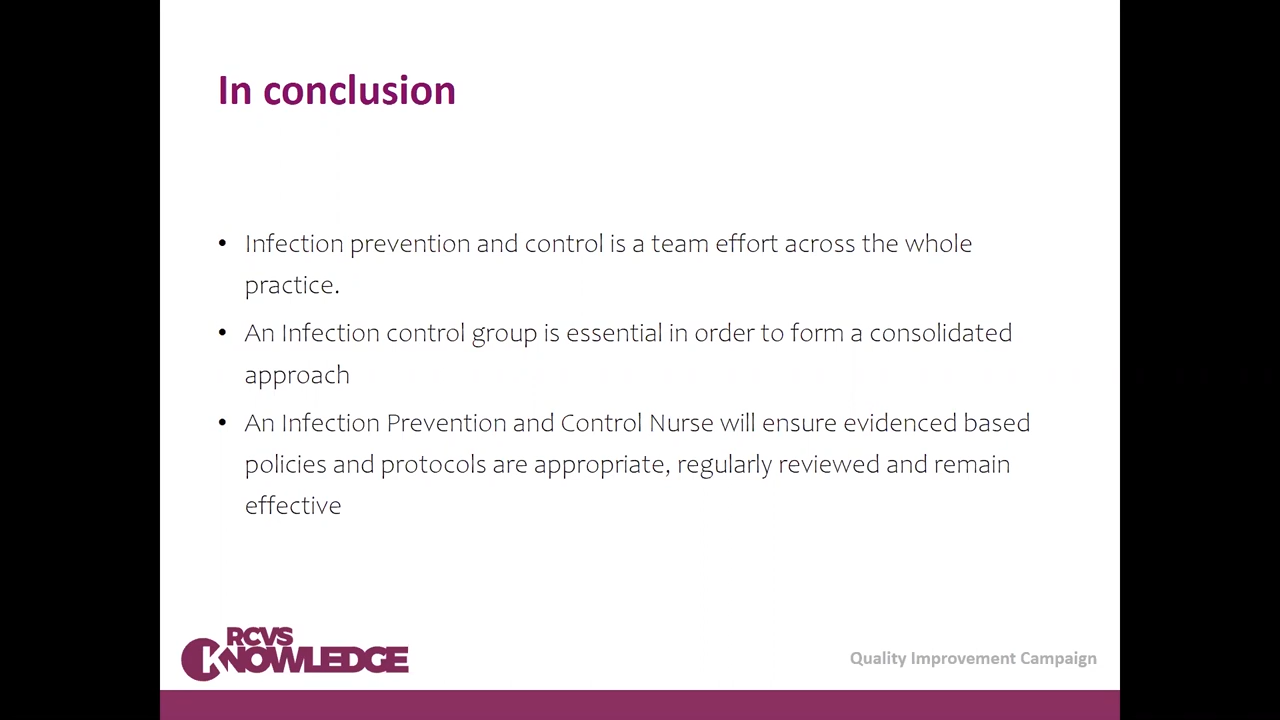 In conclusion
• Infection prevention and control is a team effort across the whole
practice.
• An Infection control group is essential in order to form a consolidated
approach
• An Infection Prevention and Control Nurse will ensure evidenced based
policies and protocols are appropriate, regularly reviewed and remain
effective
RCVS
KNOWLEDGE
Quality Improvement Campaign